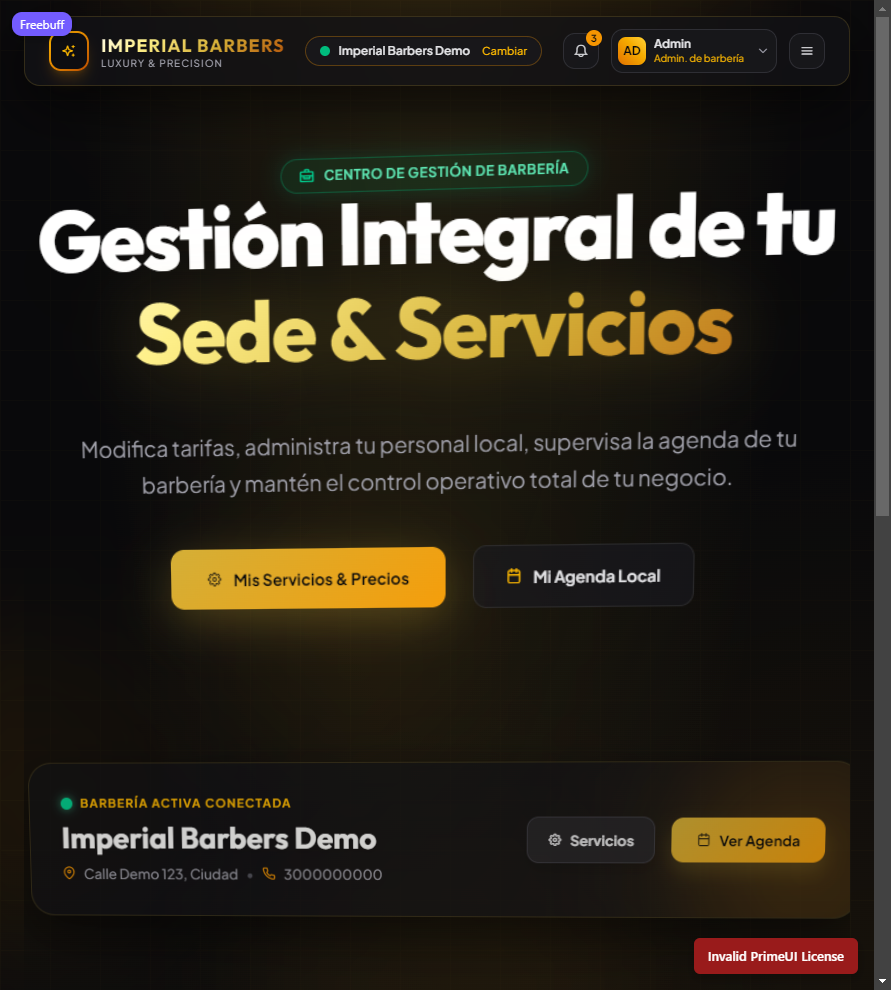 Freebuff
IMPERIAL BARBERS
LUXURY & PRECISION
Imperial Barbers Demo Cambiar
3
AD
Admin
Admin. de barbería
CENTRO DE GESTIÓN DE BARBERÍA
Gestión Integral de tu
Sede & Servicios
Modifica tarifas, administra tu personal local, supervisa la agenda de tu
barbería y mantén el control operativo total de tu negocio.
Mis Servicios & Precios
Mi Agenda Local
BARBERÍA ACTIVA CONECTADA
Imperial Barbers Demo
Calle Demo 123, Ciudad • 3000000000
Servicios
Ver Agenda
Invalid PrimeUI License